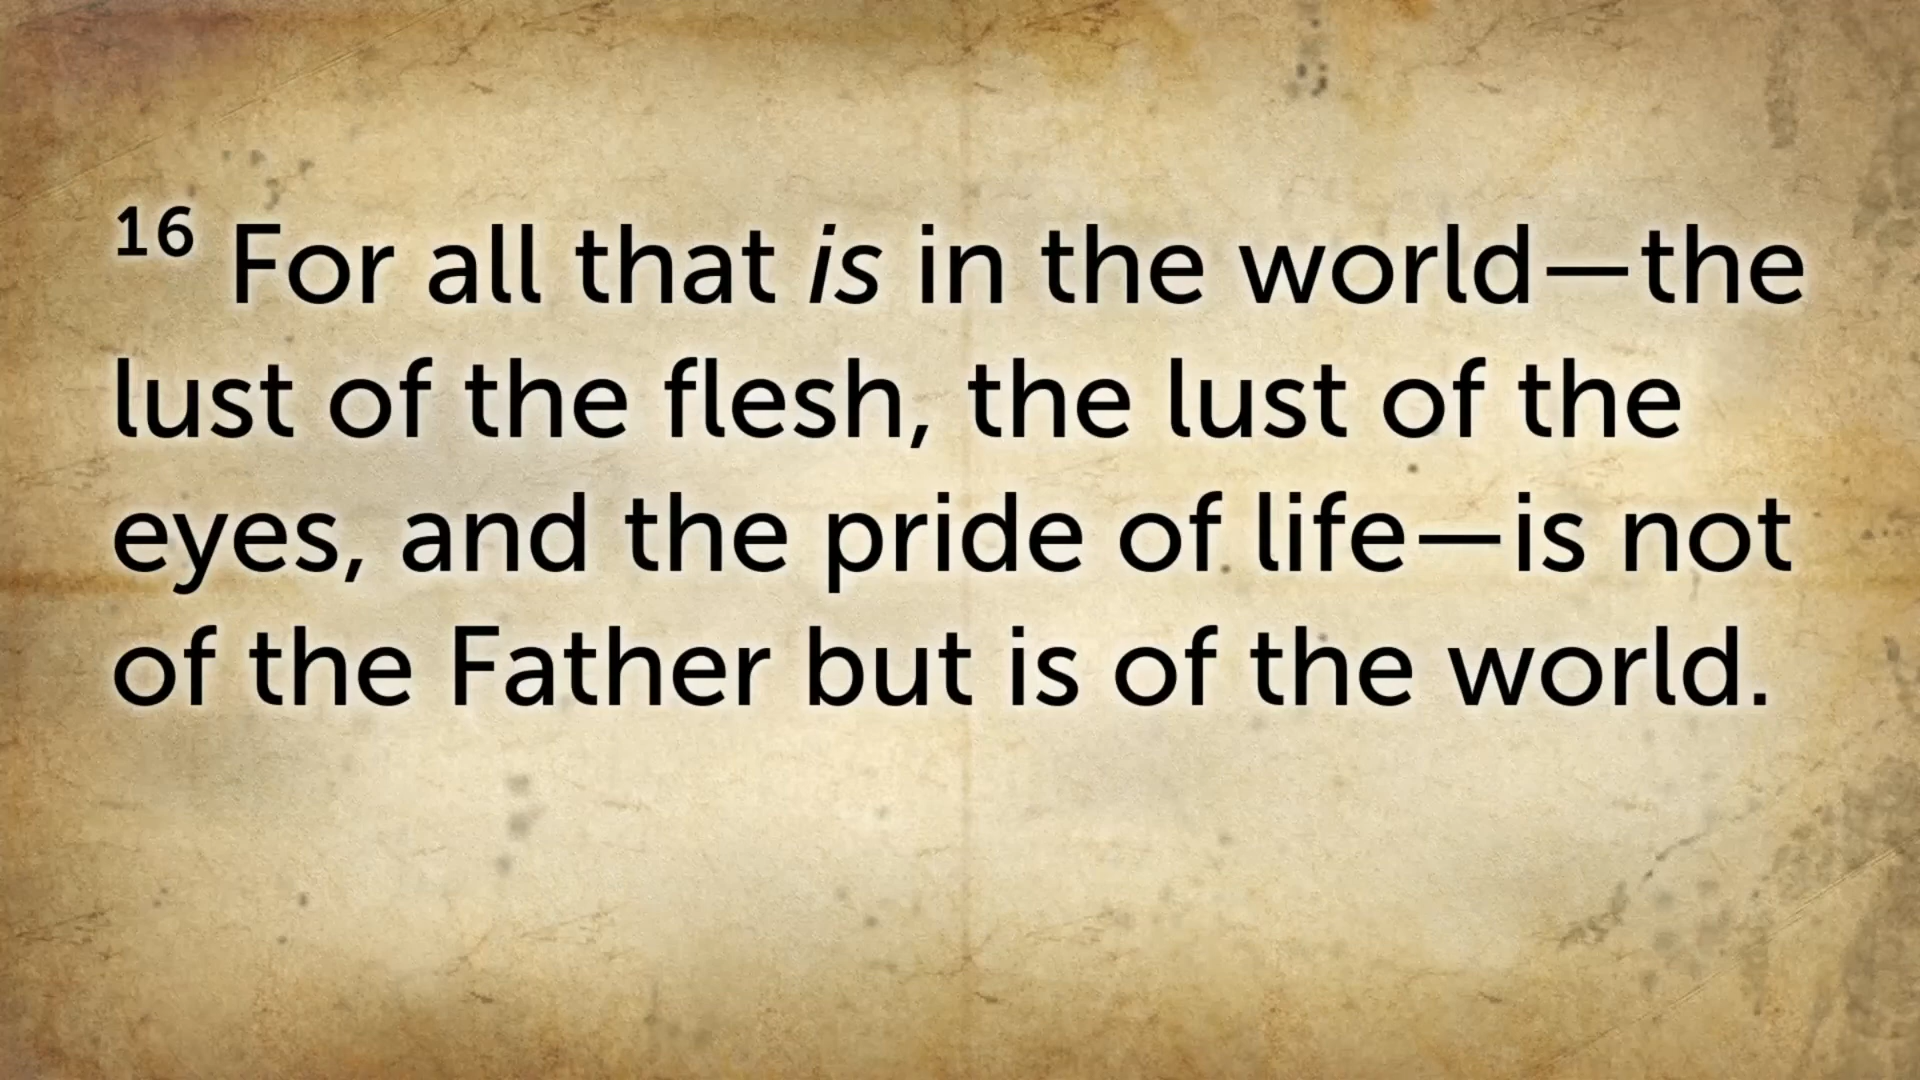 16 For all that is in the world—the
lust of the flesh, the lust of the
eyes, and the pride of life—is not
of the Father but is of the world.